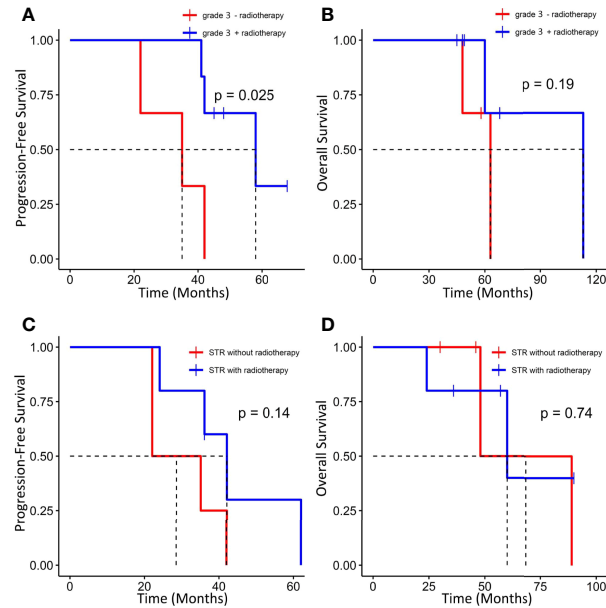 A
grade 3 - radiotherapy
grade 3 + radiotherapy
Progression-Free Survival
1.00
0.75
0.50
0.25
0.00
p = 0.025
0
20
40
60
Time (Months)
B
grade 3 - radiotherapy
grade 3 + radiotherapy
Overall Survival
1.00
0.75
0.50
0.25
0.00
p = 0.19
0
30
60
90
120
Time (Months)
C
STR without radiotherapy
STR with radiotherapy
Progression-Free Survival
1.00
0.75
0.50
0.25
0.00
p = 0.14
0
20
40
60
Time (Months)
D
STR without radiotherapy
STR with radiotherapy
Overall Survival
1.00
0.75
0.50
0.25
0.00
p = 0.74
0
25
50
75
100
Time (Months)